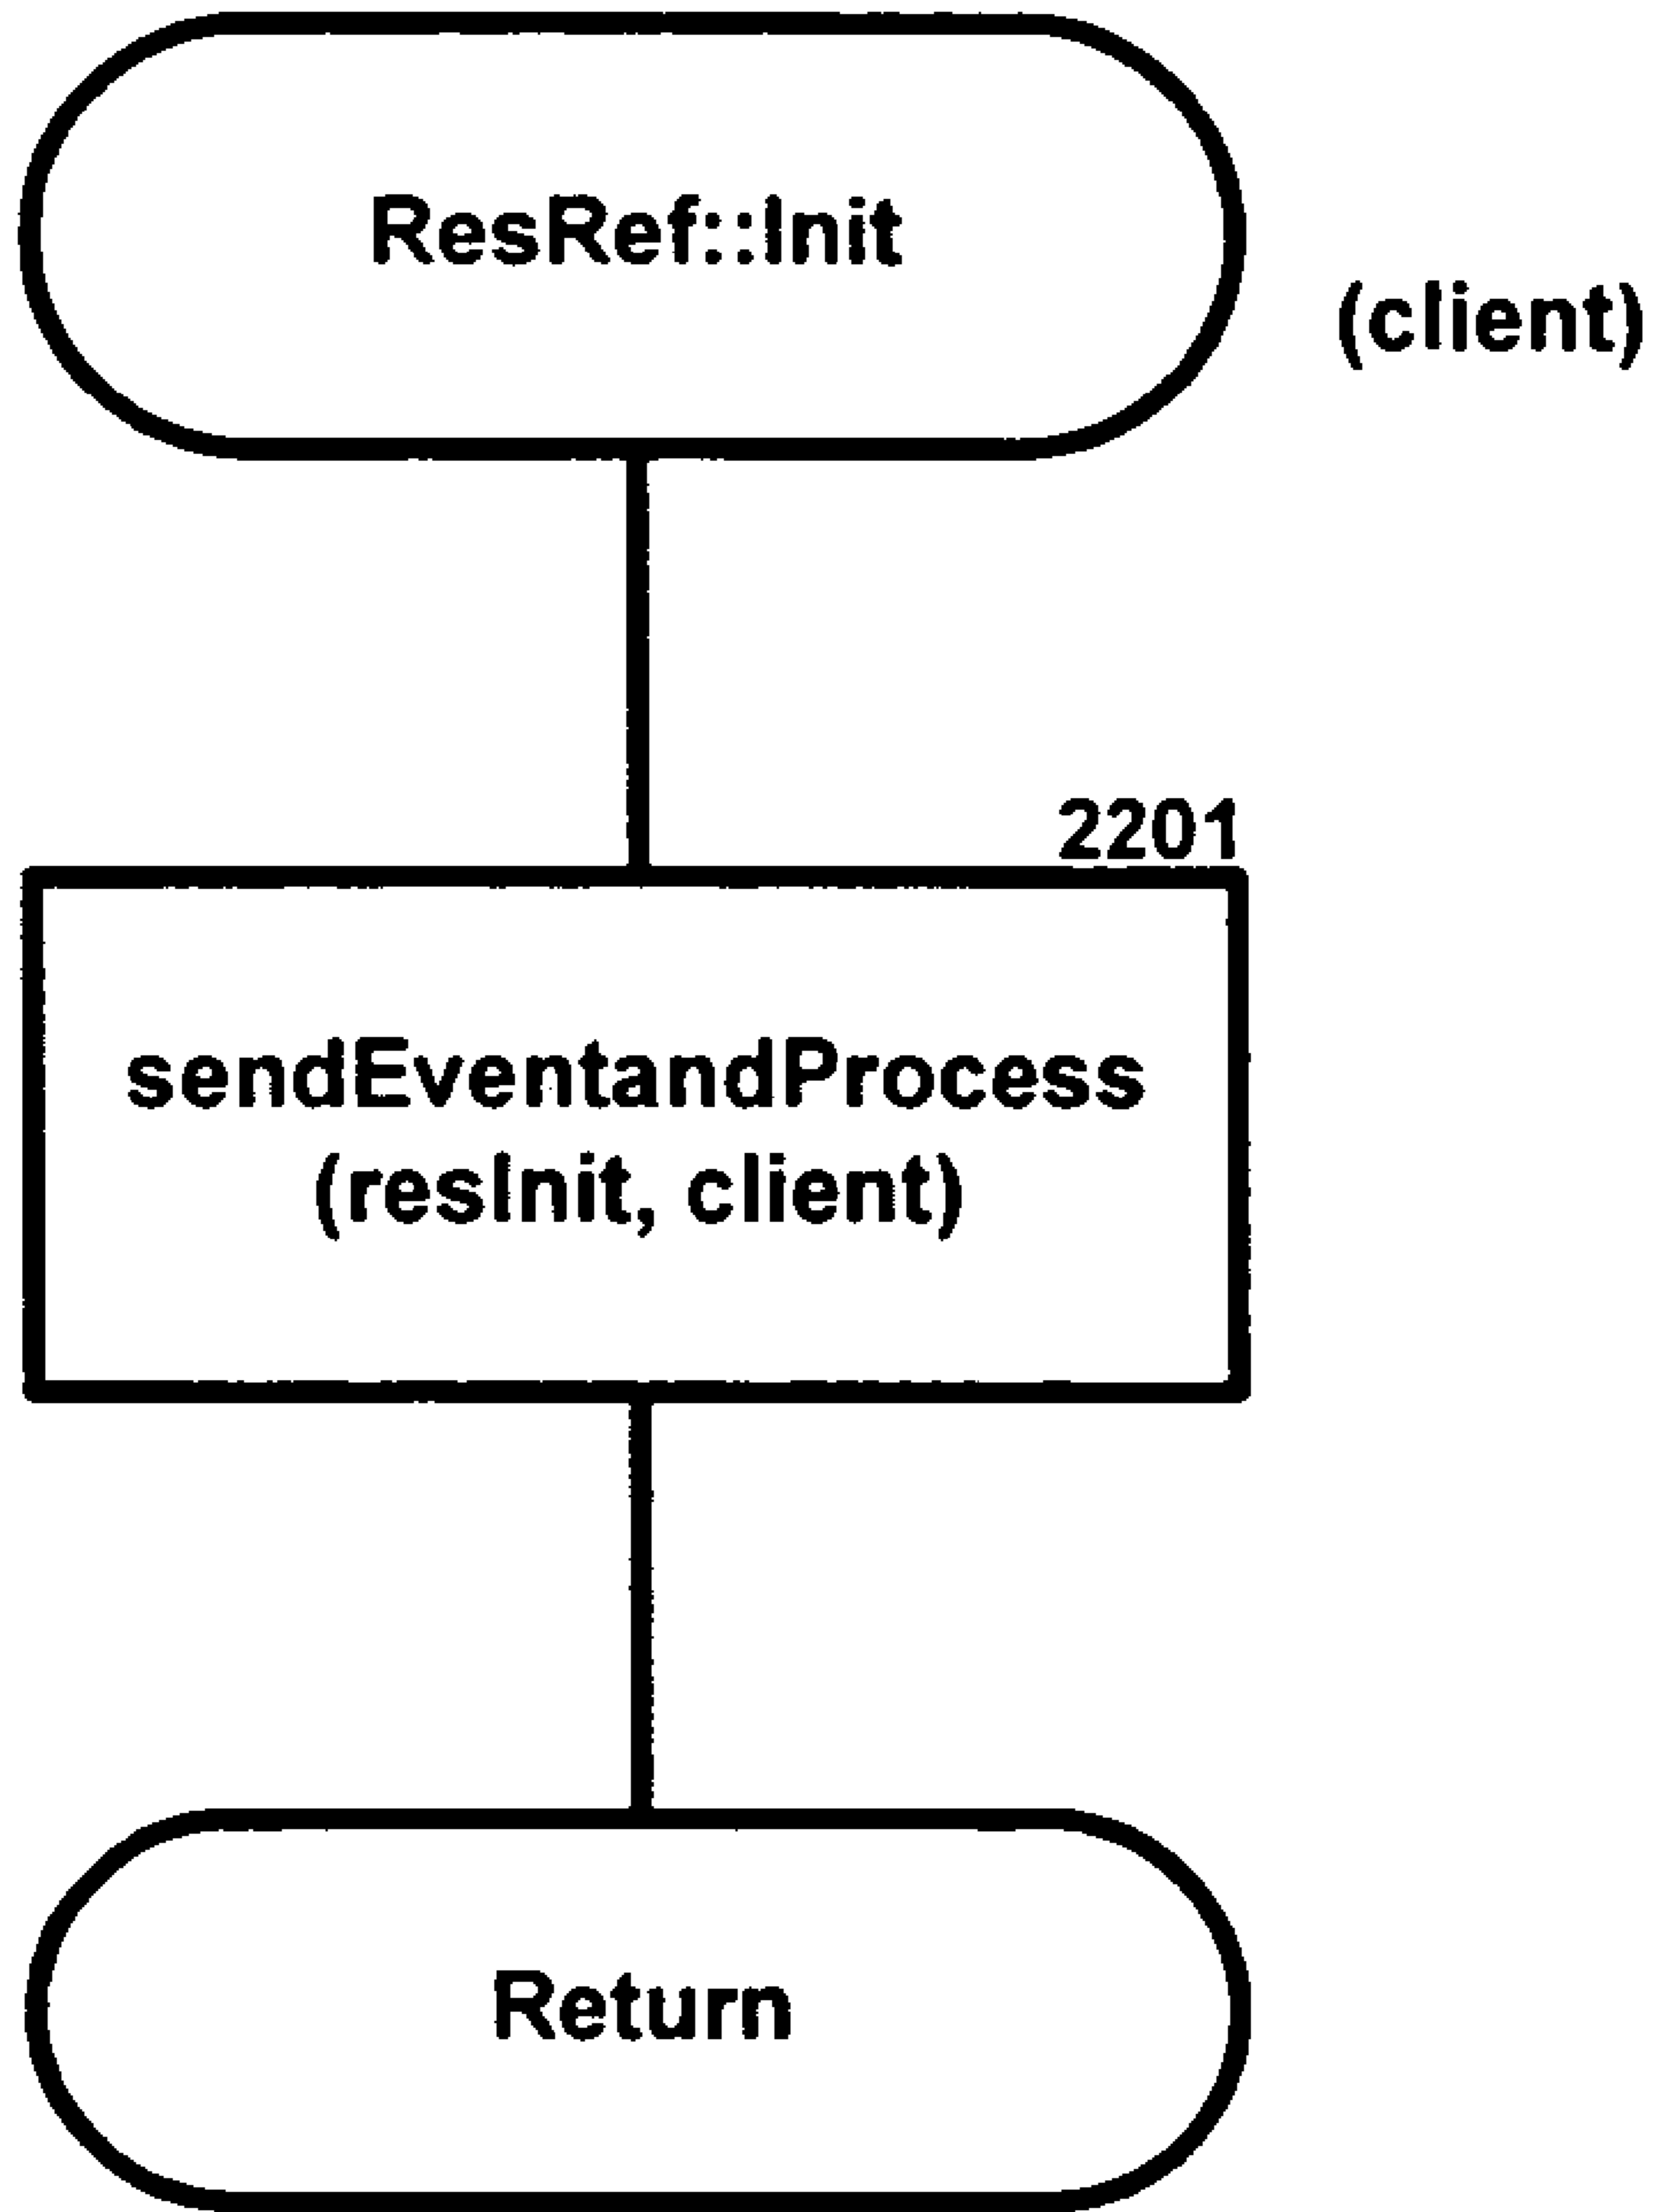 ResRef::Init
(client)
2201
sendEventandProcess
(resInit, client)
Return